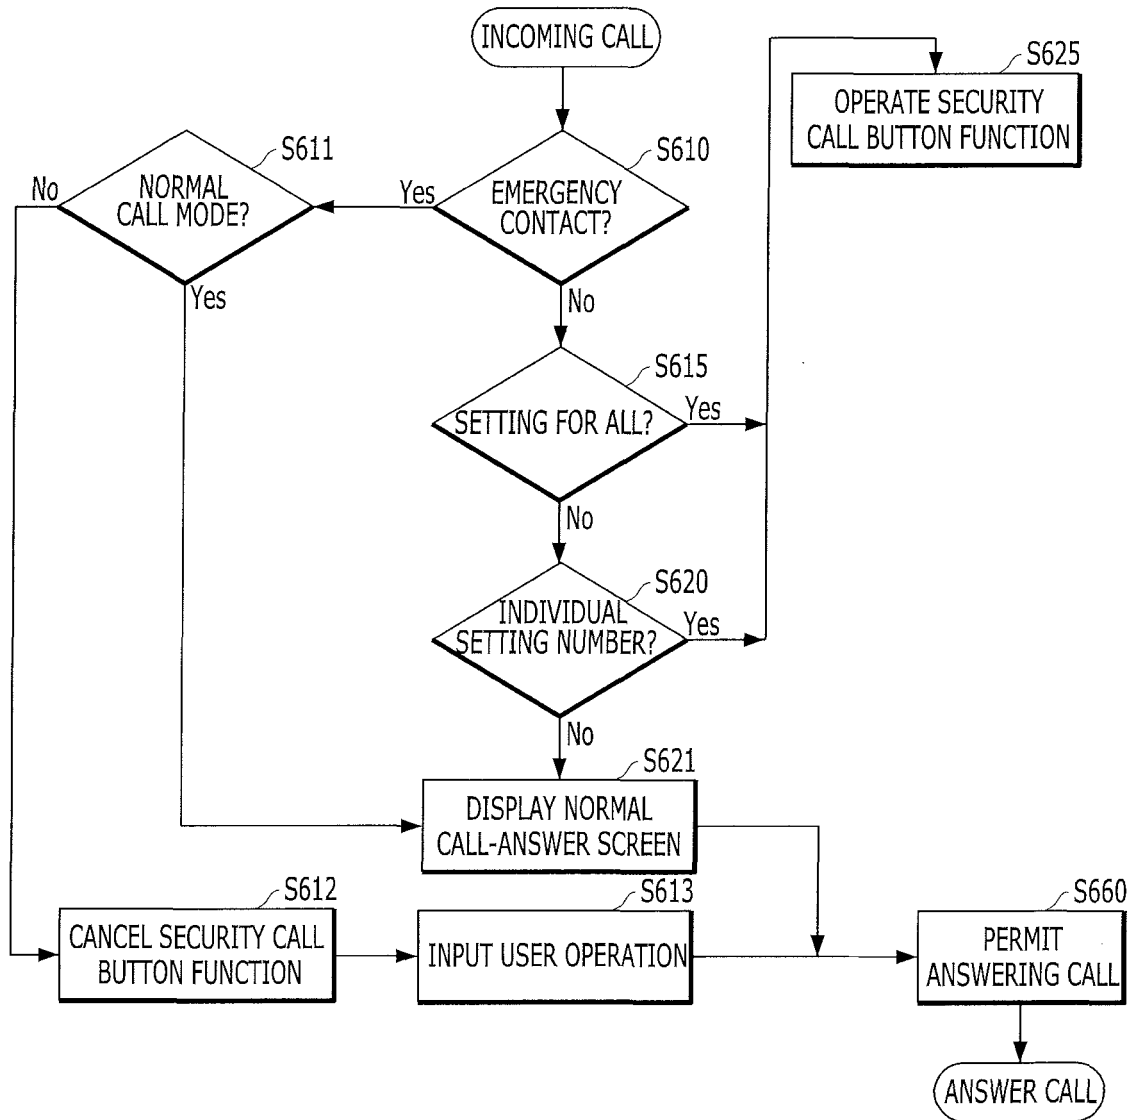 INCOMING CALL
S625
OPERATE SECURITY
CALL BUTTON FUNCTION
S611
No
NORMAL
CALL MODE?
Yes
S610
Yes
EMERGENCY
CONTACT?
No
S615
SETTING FOR ALL?
Yes
No
S620
INDIVIDUAL
SETTING NUMBER?
Yes
No
S621
DISPLAY NORMAL
CALL-ANSWER SCREEN
S612
CANCEL SECURITY CALL
BUTTON FUNCTION
S613
INPUT USER OPERATION
S660
PERMIT
ANSWERING CALL
ANSWER CALL